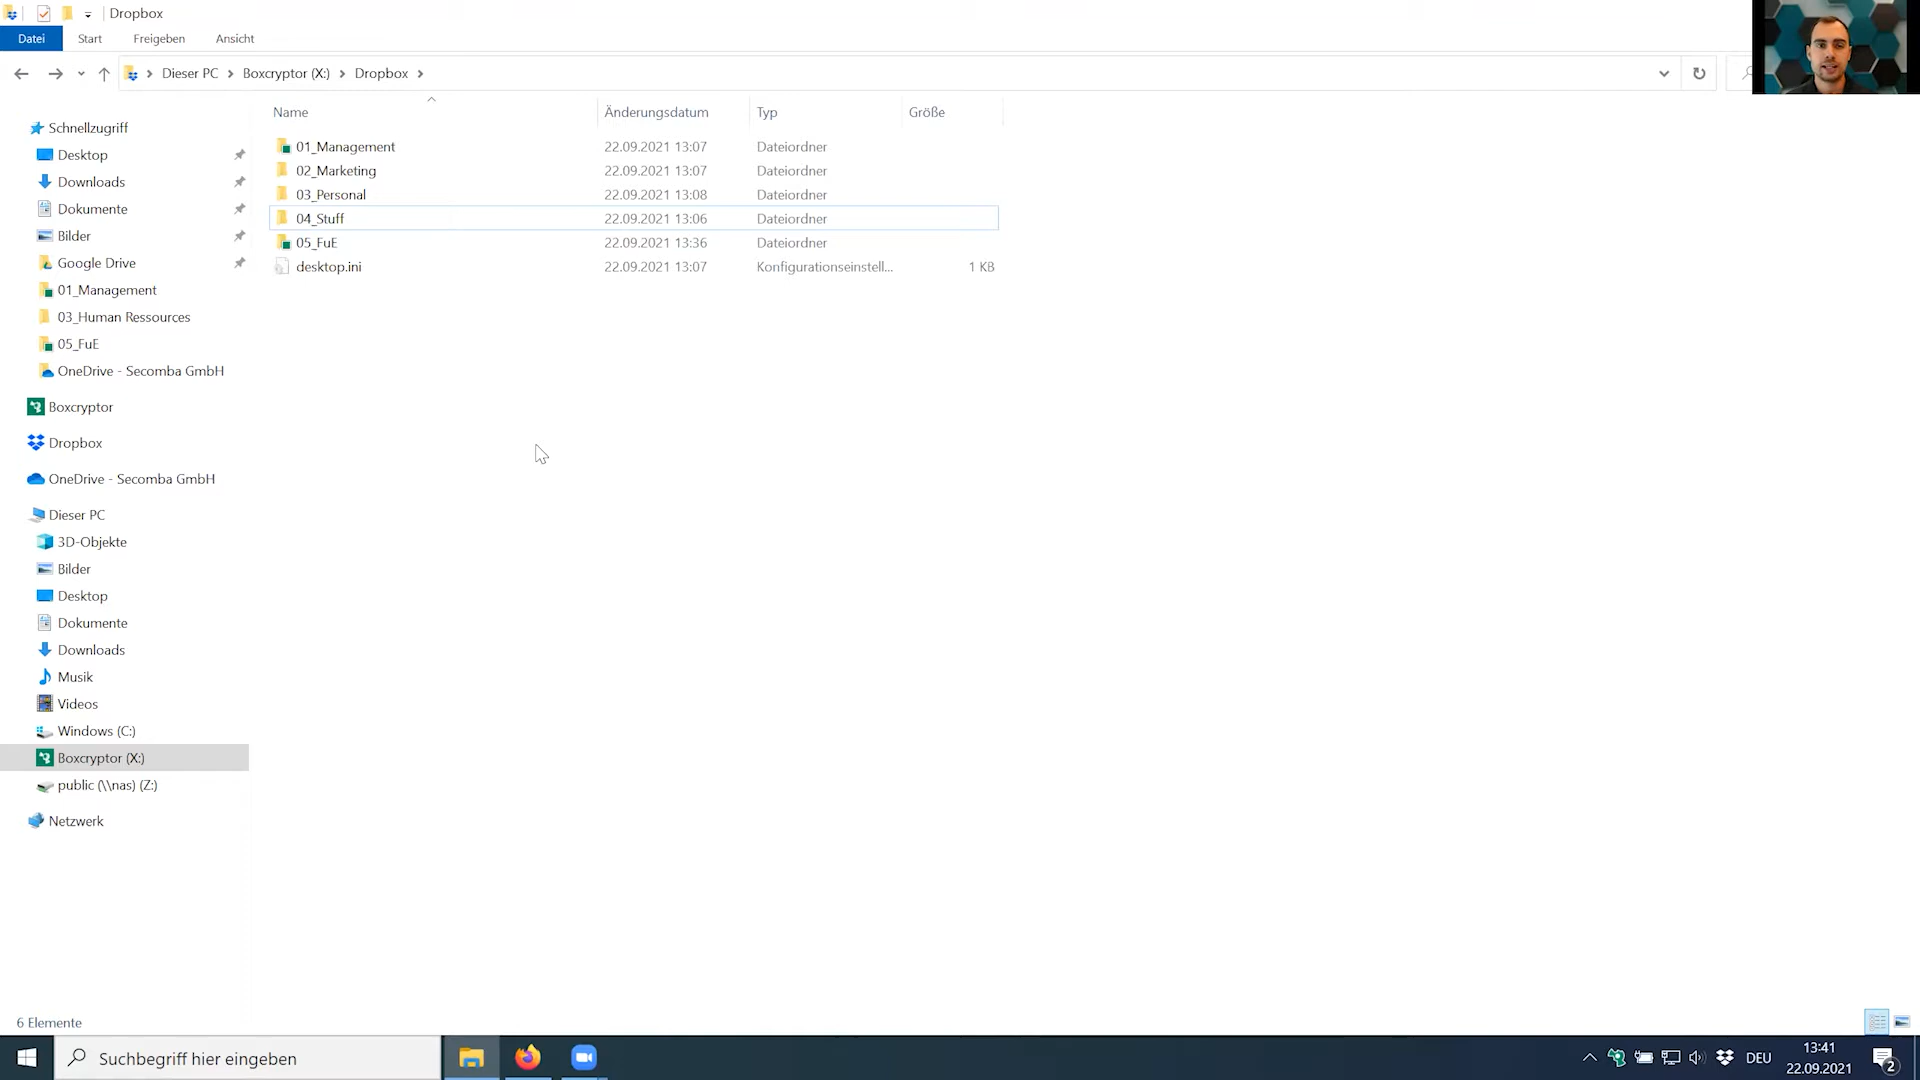 Dropbox
Datei Start Freigeben Ansicht
Dieser PC Boxcryptor (X:) Dropbox
Name Änderungsdatum Typ Größe
01_Management 22.09.2021 13:07 Dateiordner
02_Marketing 22.09.2021 13:07 Dateiordner
03_Personal 22.09.2021 13:08 Dateiordner
04_Stuff 22.09.2021 13:06 Dateiordner
05_FuE 22.09.2021 13:36 Dateiordner
desktop.ini 22.09.2021 13:07 Konfigurationseinstell... 1 KB
Schnellzugriff
Desktop
Downloads
Dokumente
Bilder
Google Drive
01_Management
03_Human Ressources
05_FuE
OneDrive - Secomba GmbH
Boxcryptor
Dropbox
OneDrive - Secomba GmbH
Dieser PC
3D-Objekte
Bilder
Desktop
Dokumente
Downloads
Musik
Videos
Windows (C:)
Boxcryptor (X:)
public (\\nas) (Z:)
Netzwerk
6 Elemente
Suchbegriff hier eingeben
DEU
13:41
22.09.2021
2